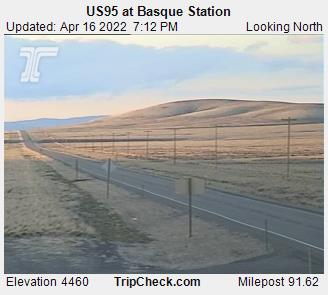 US95 at Basque Station
Updated: Apr 16 2022 7:12 PM Looking North
Elevation 4460 TripCheck.com Milepost 91.62